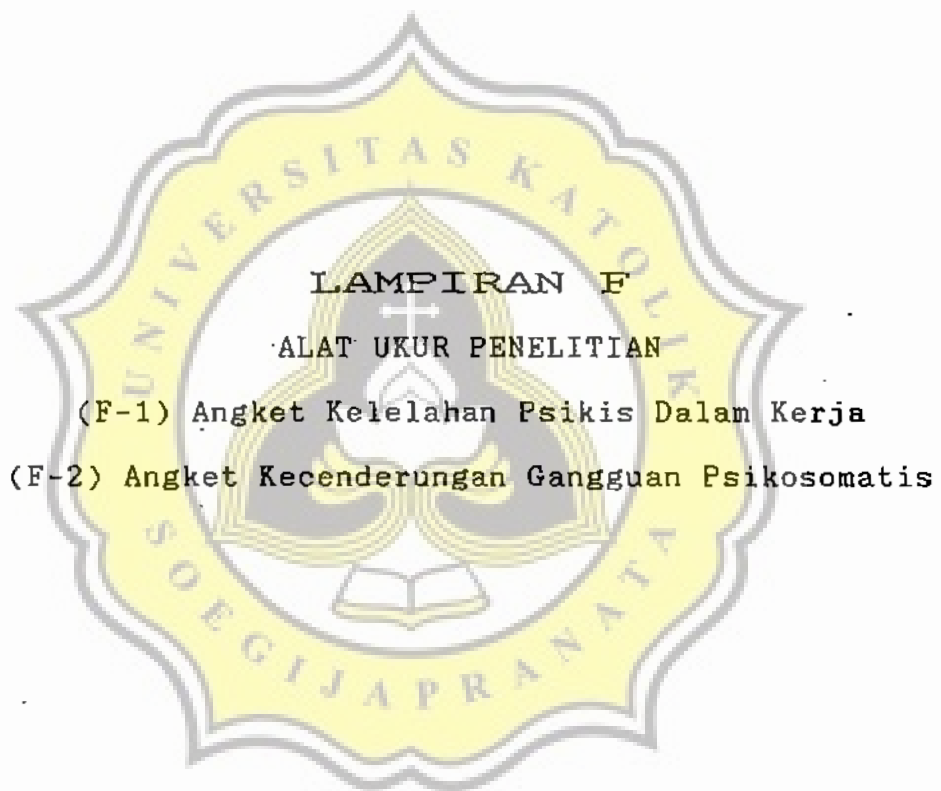 UNIVERSITAS KATOLIK
LAMPIRAN F
ALAT UKUR PENELITIAN
(F-1) Angket Kelelahan Psikis Dalam Kerja
(F-2) Angket Kecenderungan Gangguan Psikosomatis
SOEGIJAPRANATA